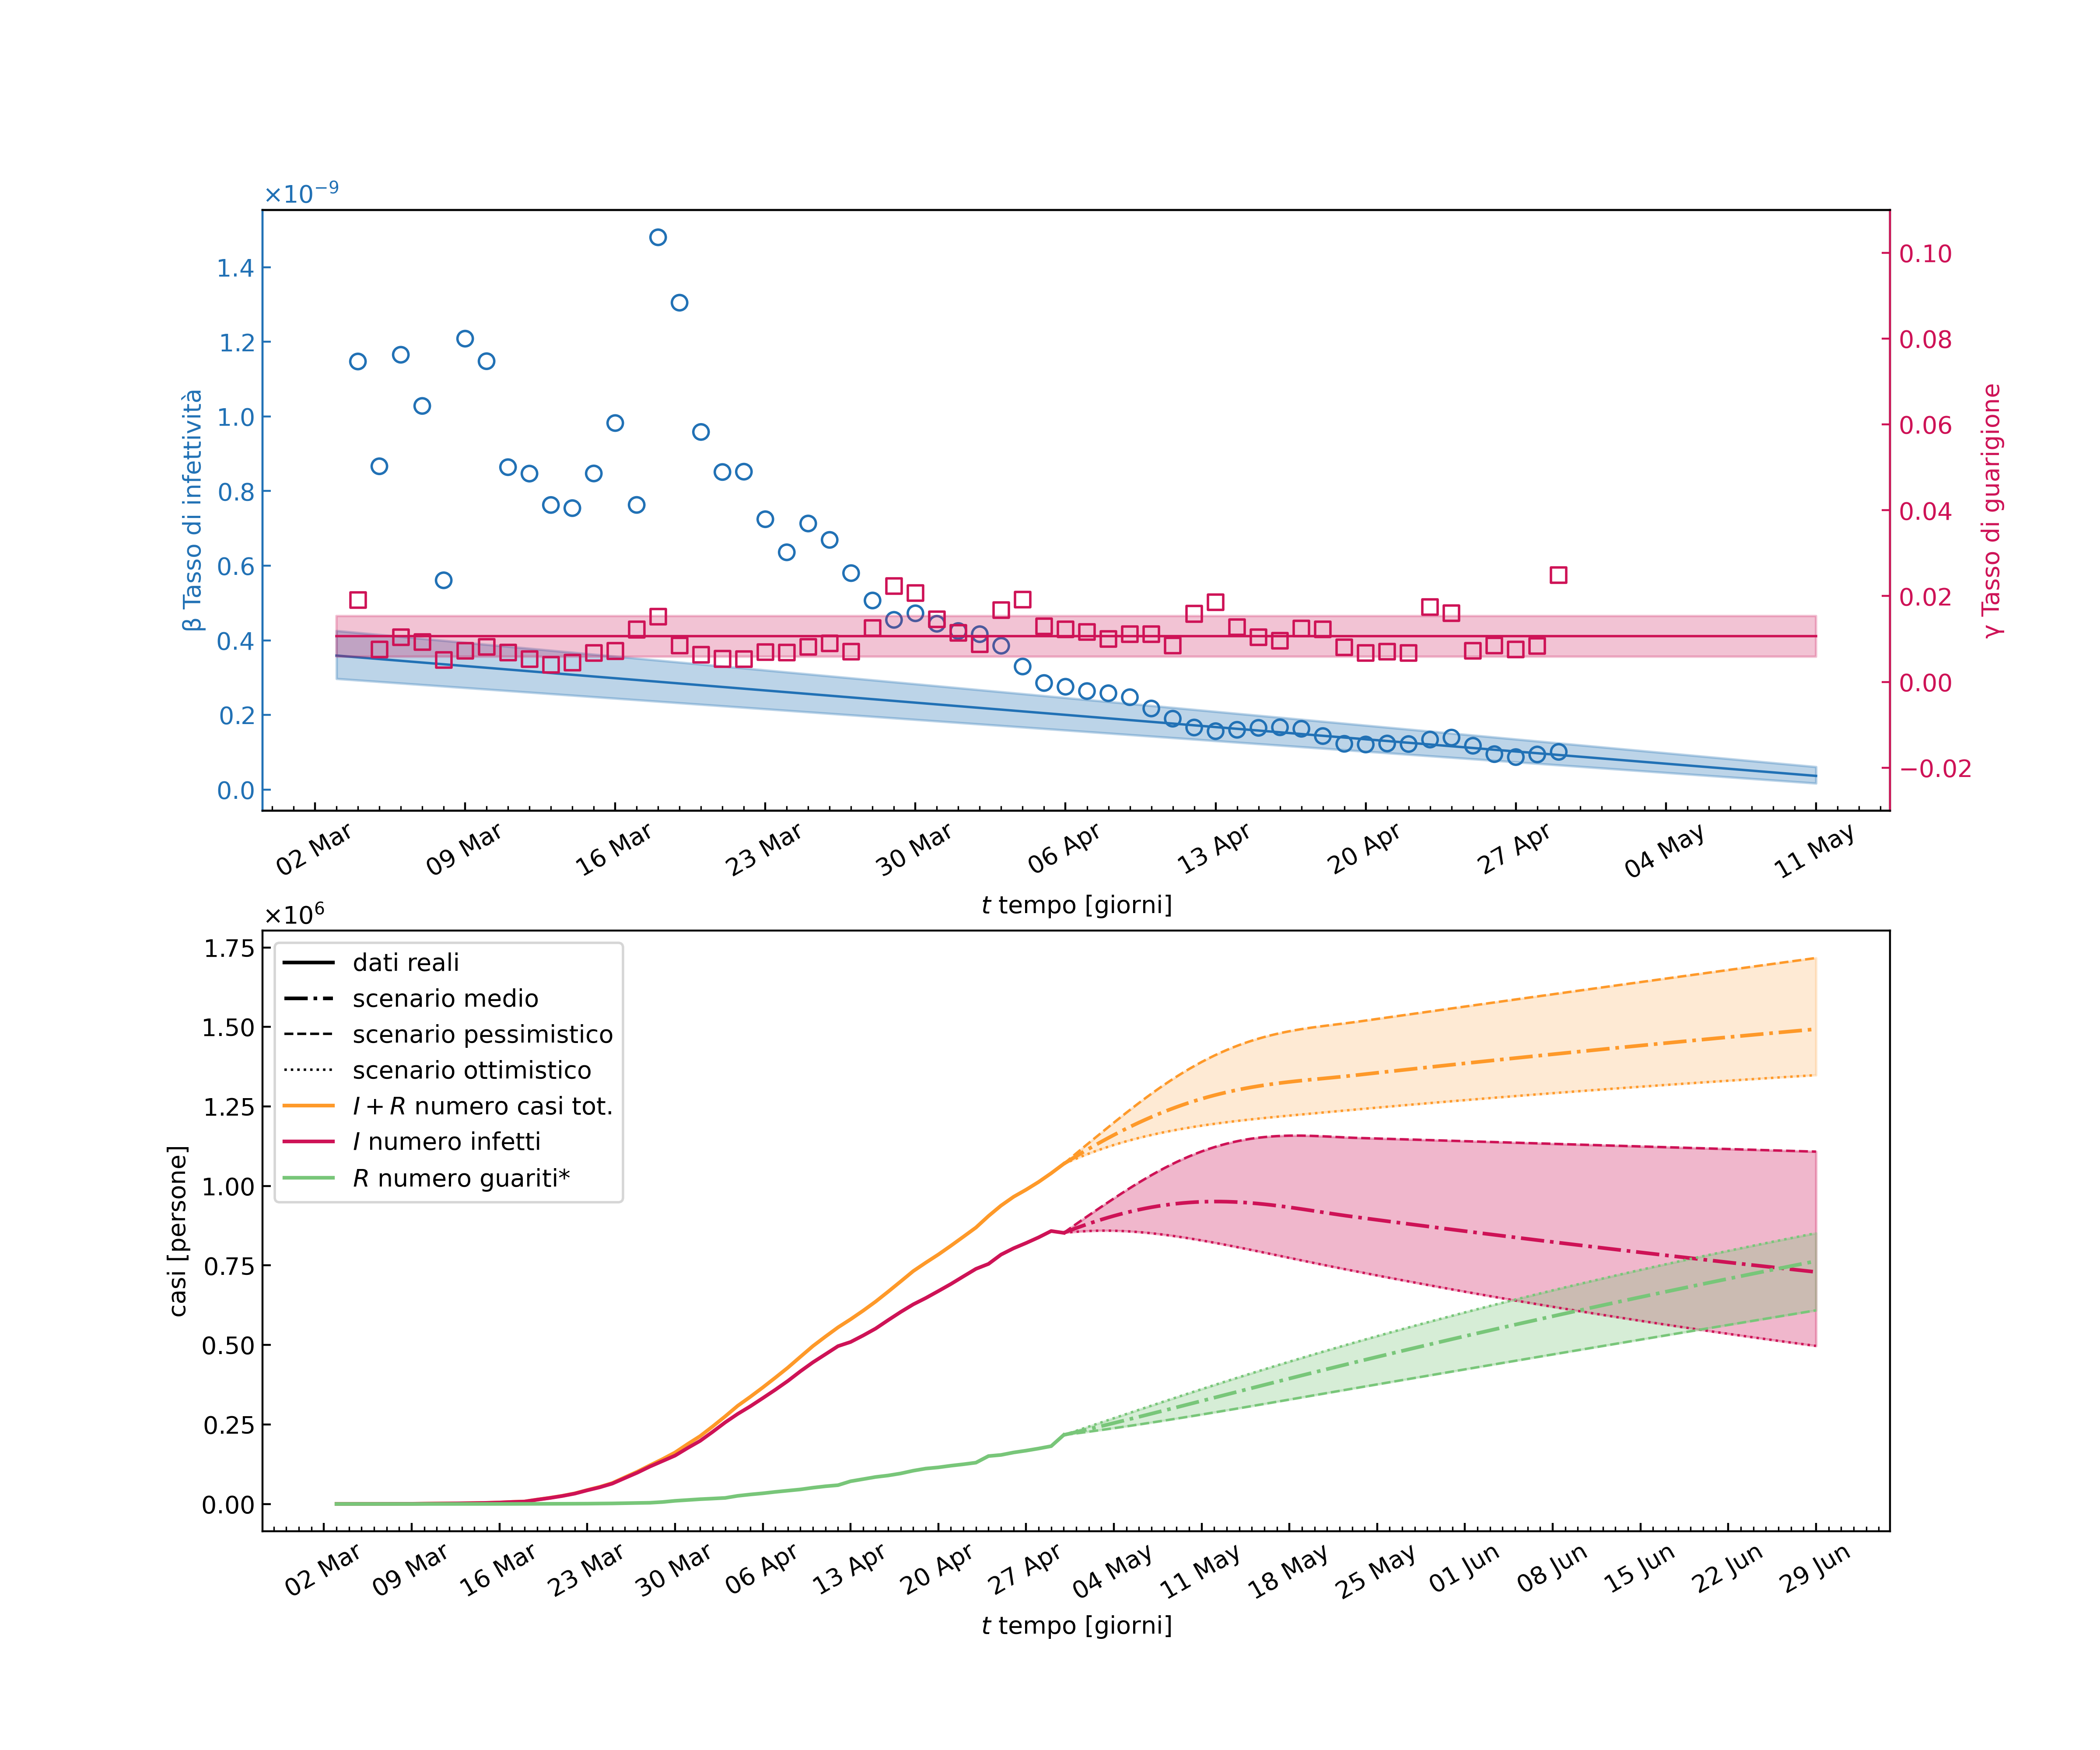 ×10⁻⁹
1.4
1.2
1.0
0.8
0.6
0.4
0.2
0.0
β Tasso di infettività
0.10
0.08
0.06
0.04
0.02
0.00
−0.02
γ Tasso di guarigione
02 Mar
09 Mar
16 Mar
23 Mar
30 Mar
06 Apr
13 Apr
20 Apr
27 Apr
04 May
11 May
t tempo [giorni]
×10⁶
1.75
1.50
1.25
1.00
0.75
0.50
0.25
0.00
casi [persone]
dati reali
scenario medio
scenario pessimistico
scenario ottimistico
I + R numero casi tot.
I numero infetti
R numero guariti*
02 Mar
09 Mar
16 Mar
23 Mar
30 Mar
06 Apr
13 Apr
20 Apr
27 Apr
04 May
11 May
18 May
25 May
01 Jun
08 Jun
15 Jun
22 Jun
29 Jun
t tempo [giorni]